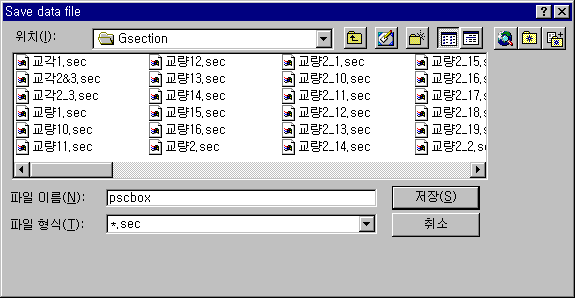 Save data file
위치(I): Gsection
교각1,sec 교량12,sec 교량2_1,sec 교량2_15,s
교각2&3,sec 교량13,sec 교량2_10,sec 교량2_16,
교각2_3,sec 교량14,sec 교량2_11,sec 교량2_17,s
교량1,sec 교량15,sec 교량2_12,sec 교량2_18,
교량10,sec 교량16,sec 교량2_13,sec 교량2_19,
교량11,sec 교량2,sec 교량2_14,sec 교량2_2,s
파일 이름(N): pscbox 저장(S)
파일 형식(T): *,sec 취소